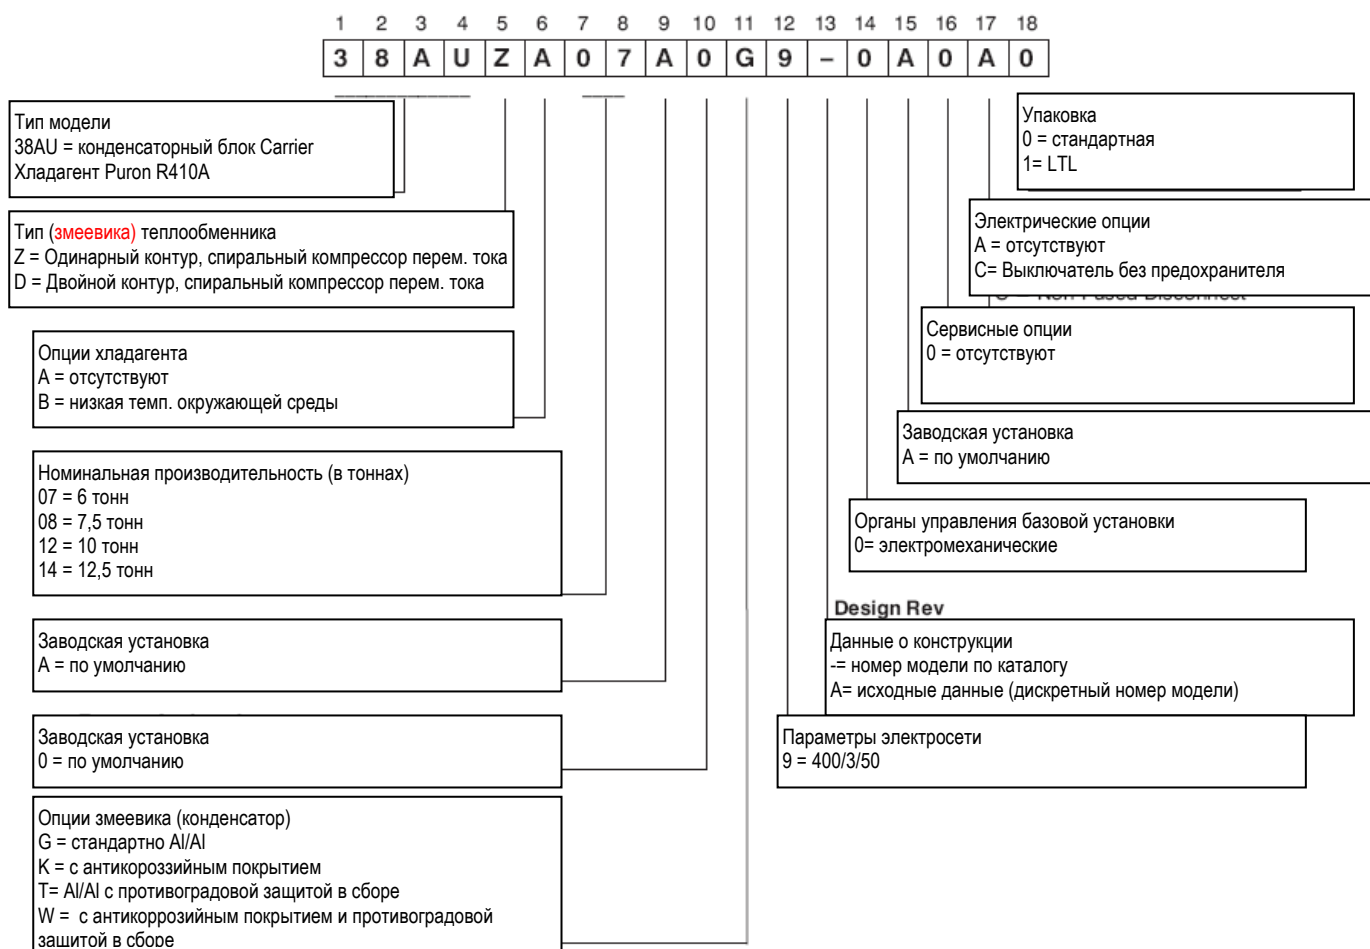 1 2 3 4 5 6 7 8 9 10 11 12 13 14 15 16 17 18
3 8 A U Z A 0 7 A 0 G 9 – 0 A 0 A 0
Тип модели
38AU = конденсаторный блок Carrier
Хладагент Puron R410A
Тип (змеевика) теплообменника
Z = Одинарный контур, спиральный компрессор перем. тока
D = Двойной контур, спиральный компрессор перем. тока
Опции хладагента
A = отсутствуют
B = низкая темп. окружающей среды
Номинальная производительность (в тоннах)
07 = 6 тонн
08 = 7,5 тонн
12 = 10 тонн
14 = 12,5 тонн
Заводская установка
A = по умолчанию
Заводская установка
0 = по умолчанию
Опции змеевика (конденсатор)
G = стандартно Al/Al
K = с антикороззийным покрытием
T= Al/Al с противоградовой защитой в сборе
W = с антикоррозийным покрытием и противоградовой
защитой в сборе
Упаковка
0 = стандартная
1= LTL
Электрические опции
A = отсутствуют
C= Выключатель без предохранителя
Сервисные опции
0 = отсутствуют
Заводская установка
A = по умолчанию
Органы управления базовой установки
0= электромеханические
Design Rev
Данные о конструкции
-= номер модели по каталогу
A= исходные данные (дискретный номер модели)
Параметры электросети
9 = 400/3/50